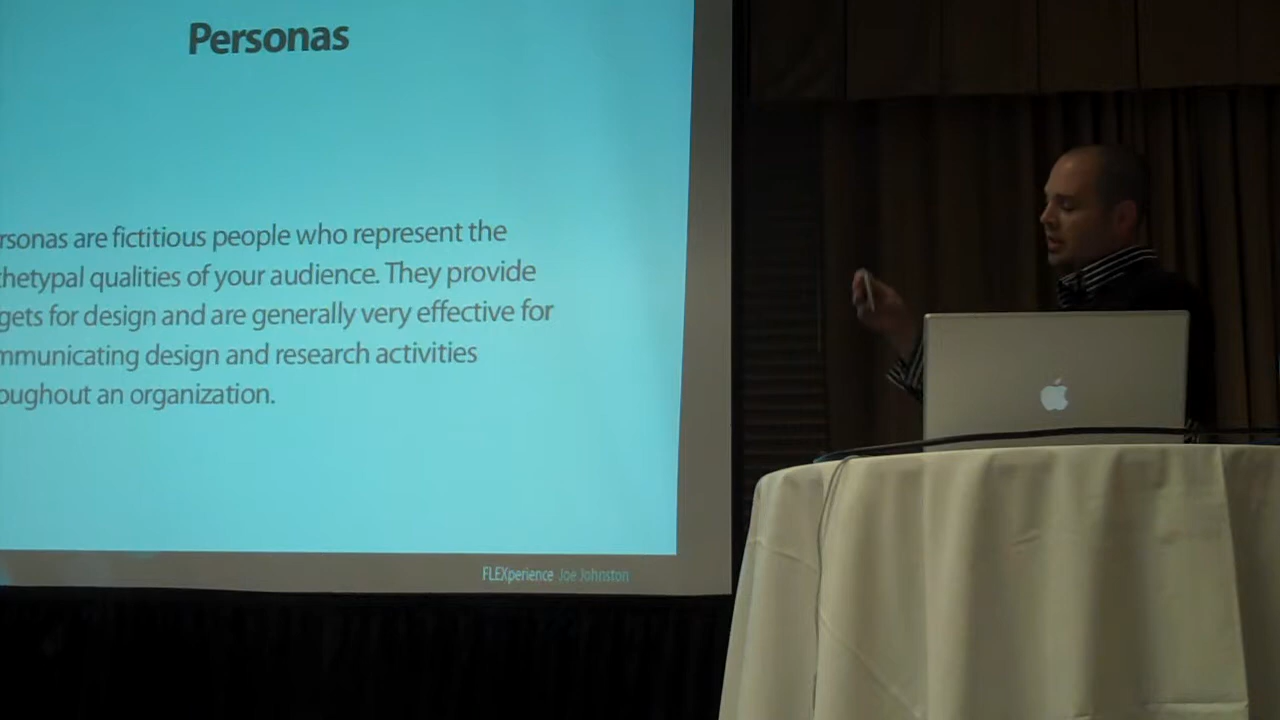 Personas
rsonas are fictitious people who represent the
hetypal qualities of your audience. They provide
gets for design and are generally very effective for
mmunicating design and research activities
oughout an organization.
FLEXperience Joe Johnston